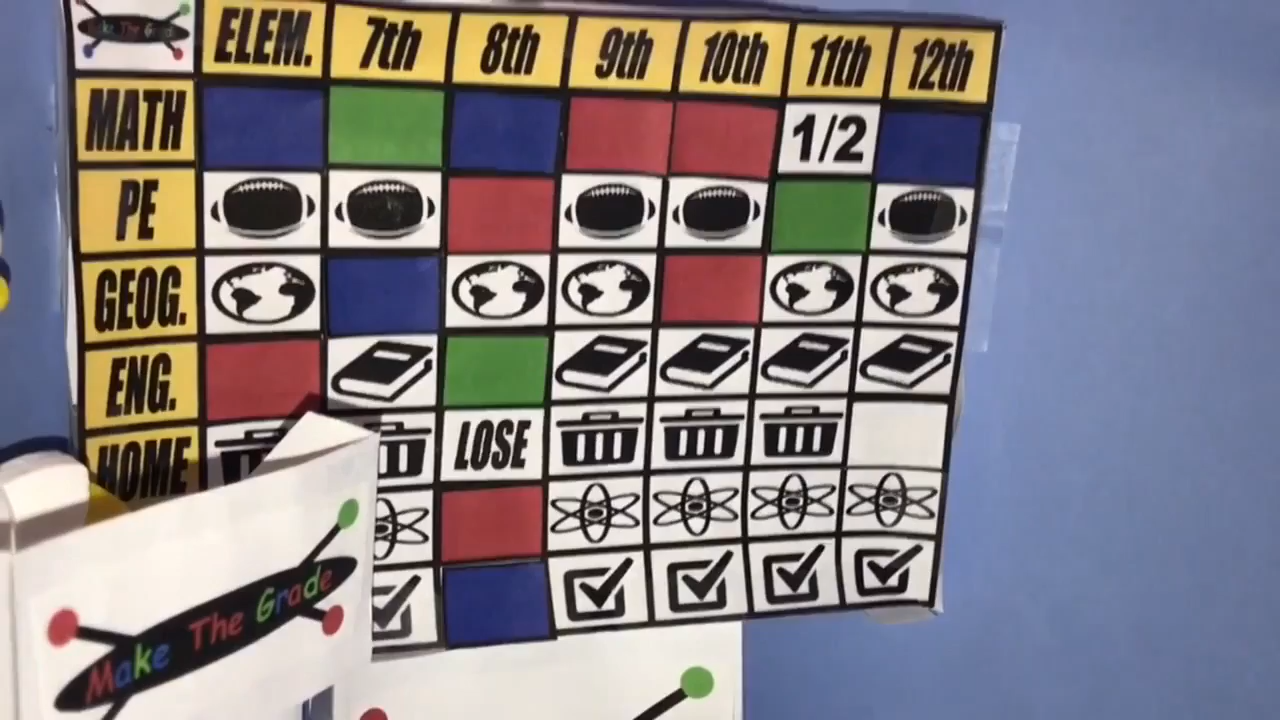 Make The Grade
ELEM. 7th 8th 9th 10th 11th 12th
MATH 1/2
PE
GEOG.
ENG.
HOME LOSE
Make The Grade